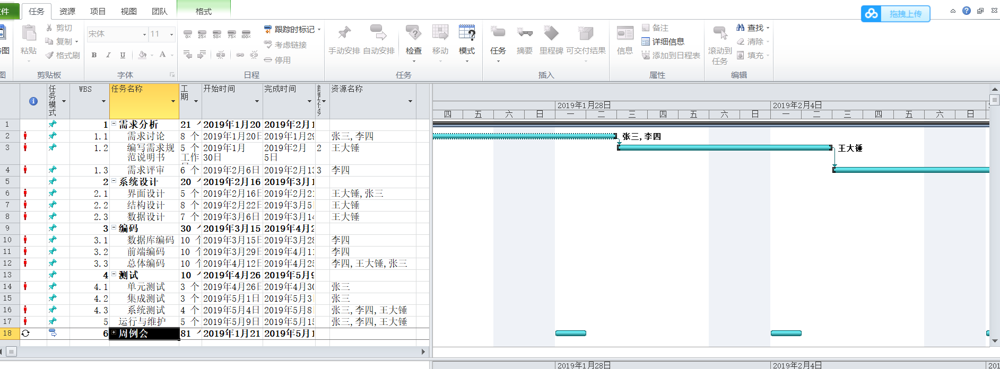 文件 任务 资源 项目 视图 团队 格式 拖拽上传
剪切
复制
格式刷
粘贴
剪贴板
宋体 11
B I U A
字体
0% 25% 50% 75% 100%
跟踪时标记
考虑链接
停用
日程
手动安排 自动安排 检查 移动 模式
任务
任务 摘要 里程碑 可交付结果
插入
信息
备注
详细信息
添加到日程表
属性
滚动到任务
查找
清除
填充
编辑
任务模式 WBS 任务名称 工期 开始时间 完成时间 资源名称
2019年1月28日 2019年2月4日
四 五 六 日 一 二 三 四 五 六 日 一 二 三 四 五 六 日
1 1 需求分析 21 个 2019年1月20 2019年2月1
2 1.1 需求讨论 8 个 2019年1月20日 2019年1月29 张三,李四
3 1.2 编写需求规范说明书 5 个工作 2019年1月30日 2019年2月5日 2 王大锤
4 1.3 需求评审 6 个 2019年2月6日 2019年2月13 3 李四
5 2 系统设计 20 个 2019年2月16 2019年3月1
6 2.1 界面设计 5 个 2019年2月16日 2019年2月21 王大锤,张三
7 2.2 结构设计 8 个 2019年2月22日 2019年3月5 王大锤
8 2.3 数据设计 7 个 2019年3月6日 2019年3月14 王大锤
9 3 编码 30 个 2019年3月15 2019年4月2
10 3.1 数据库编码 10 个 2019年3月15日 2019年3月28 李四
11 3.2 前端编码 10 个 2019年3月29日 2019年4月11 李四
12 3.3 总体编码 10 个 2019年4月12日 2019年4月25 李四,王大锤,张三
13 4 测试 10 个 2019年4月26 2019年5月9
14 4.1 单元测试 3 个 2019年4月26日 2019年4月30 张三
15 4.2 集成测试 3 个 2019年5月1日 2019年5月3 张三
16 4.3 系统测试 4 个 2019年5月4日 2019年5月8 张三,李四,王大锤
17 5 运行与维护 5 个 2019年5月9日 2019年5月15 张三,李四,王大锤
18 6 周例会 81 个 2019年1月21 2019年5月1
张三,李四
王大锤
2019年1月28日 2019年2月4日 201